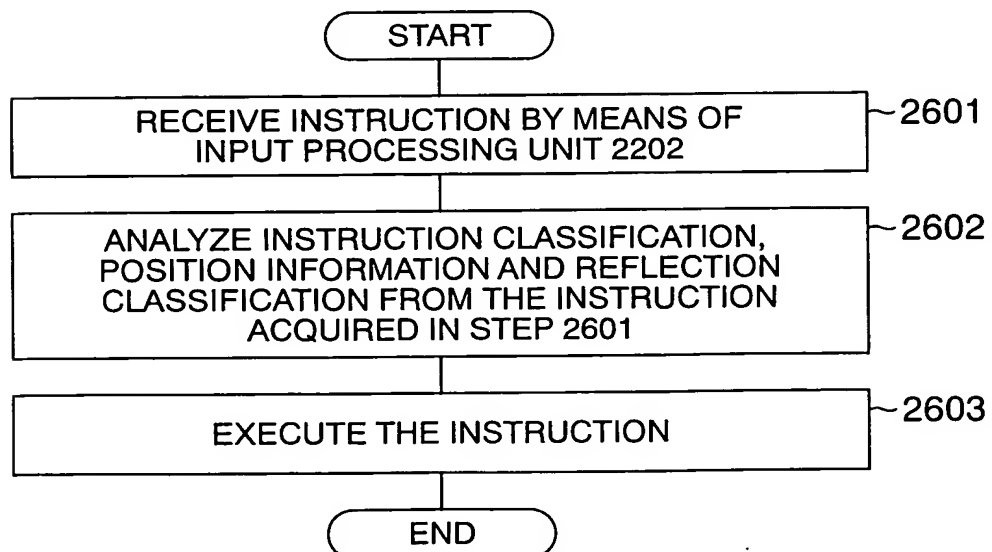 START
RECEIVE INSTRUCTION BY MEANS OF
INPUT PROCESSING UNIT 2202
2601
ANALYZE INSTRUCTION CLASSIFICATION,
POSITION INFORMATION AND REFLECTION
CLASSIFICATION FROM THE INSTRUCTION
ACQUIRED IN STEP 2601
2602
EXECUTE THE INSTRUCTION
2603
END